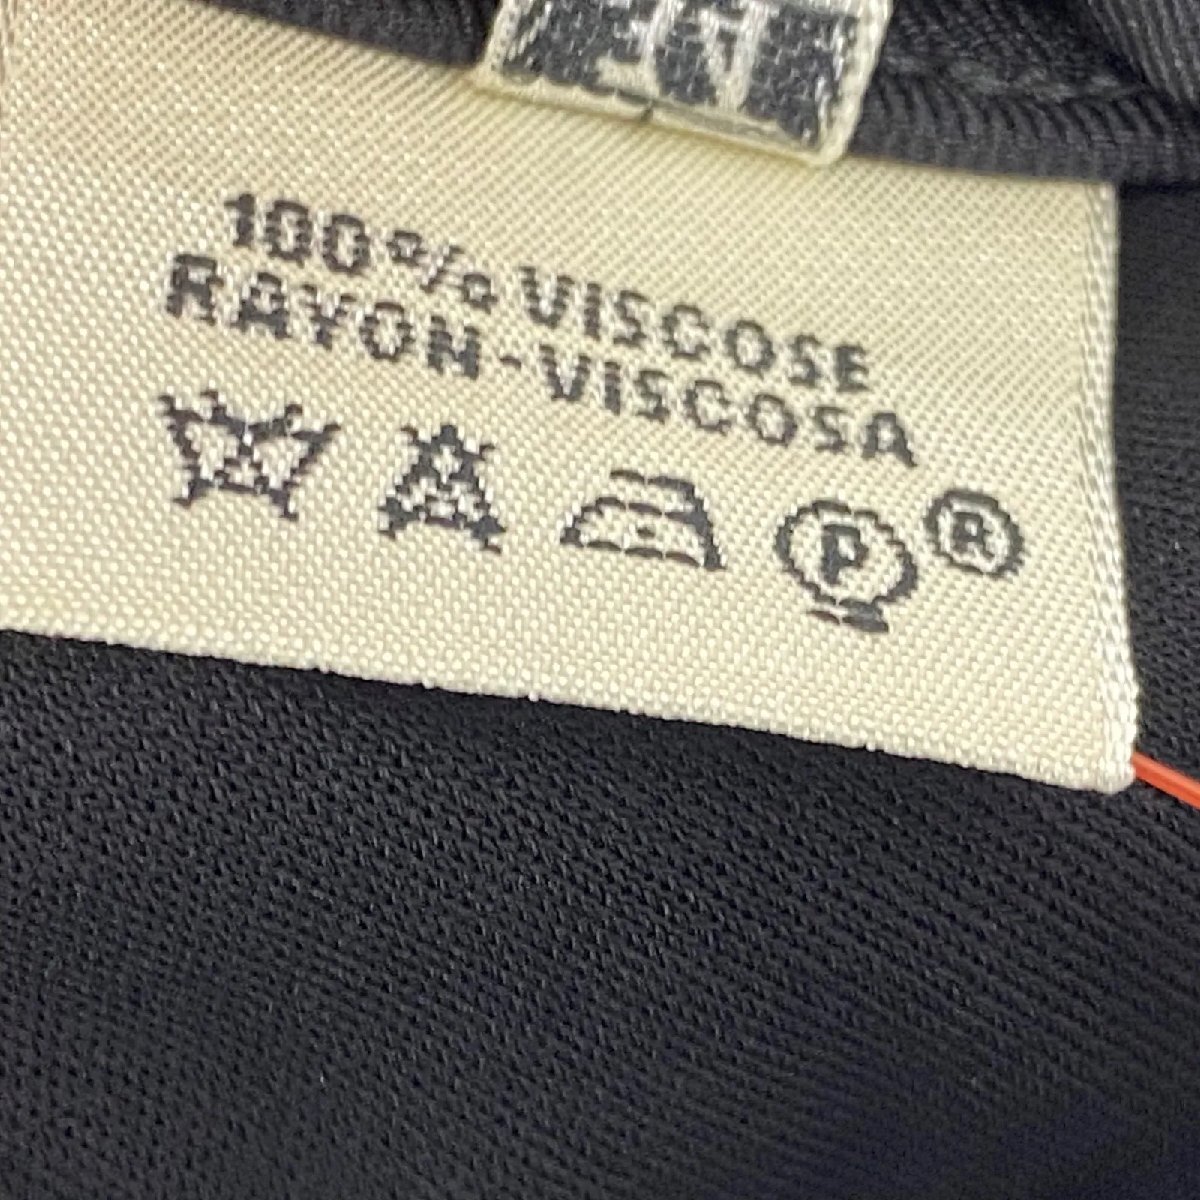 100% VISCOSE
RAYON-VISCOSA
P ®